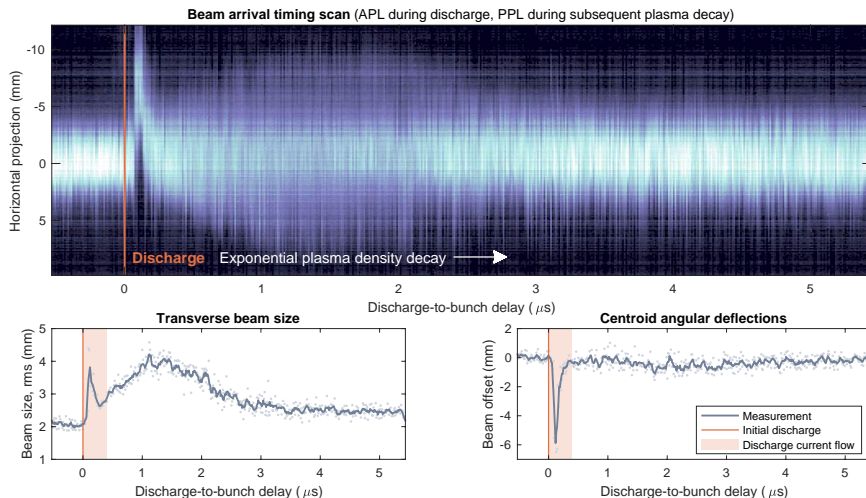 Beam arrival timing scan (APL during discharge, PPL during subsequent plasma decay)
Horizontal projection (mm)
-10
-5
0
5
Discharge Exponential plasma density decay
0 1 2 3 4 5
Discharge-to-bunch delay (μs)
Transverse beam size
Beam size, rms (mm)
5
4
3
2
1
0 1 2 3 4 5
Discharge-to-bunch delay (μs)
Centroid angular deflections
Beam offset (mm)
2
0
-2
-4
-6
Measurement
Initial discharge
Discharge current flow
0 1 2 3 4 5
Discharge-to-bunch delay (μs)